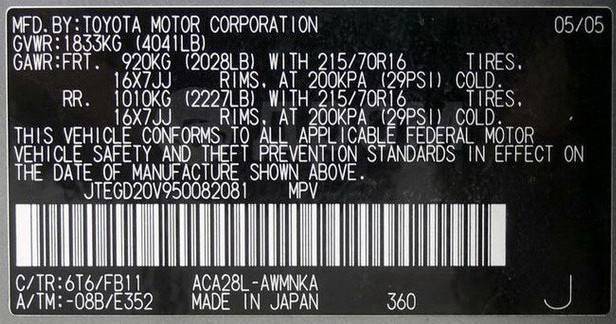 MFD.BY:TOYOTA MOTOR CORPORATION 05/05
GVWR:1833KG (4041LB)
GAWR:FRT. 920KG (2028LB) WITH 215/70R16 TIRES,
16X7JJ RIMS, AT 200KPA (29PSI) COLD.
RR. 1010KG (2227LB) WITH 215/70R16 TIRES,
16X7JJ RIMS, AT 200KPA (29PSI) COLD.
THIS VEHICLE CONFORMS TO ALL APPLICABLE FEDERAL MOTOR
VEHICLE SAFETY AND THEFT PREVENTION STANDARDS IN EFFECT ON
THE DATE OF MANUFACTURE SHOWN ABOVE.
JTEGD20V950082081 MPV
C/TR:6T6/FB11 ACA28L-AWMNKA
A/TM:-08B/E352 MADE IN JAPAN 360 J